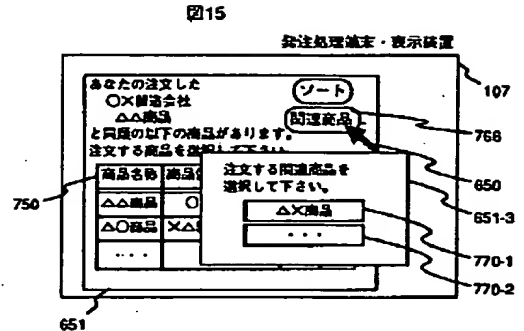 図15
発注処理端末・表示装置
107
あなたの注文した
〇×製造会社
△△商品
と同種の以下の商品があります。
注文する商品を選択して下さい。
ソート
関連商品
766
650
651-3
750
商品名称 商品
△△商品 〇
△〇商品 ×△
・・・
注文する関連商品を
選択して下さい。
△×商品
・・・
770-1
770-2
651